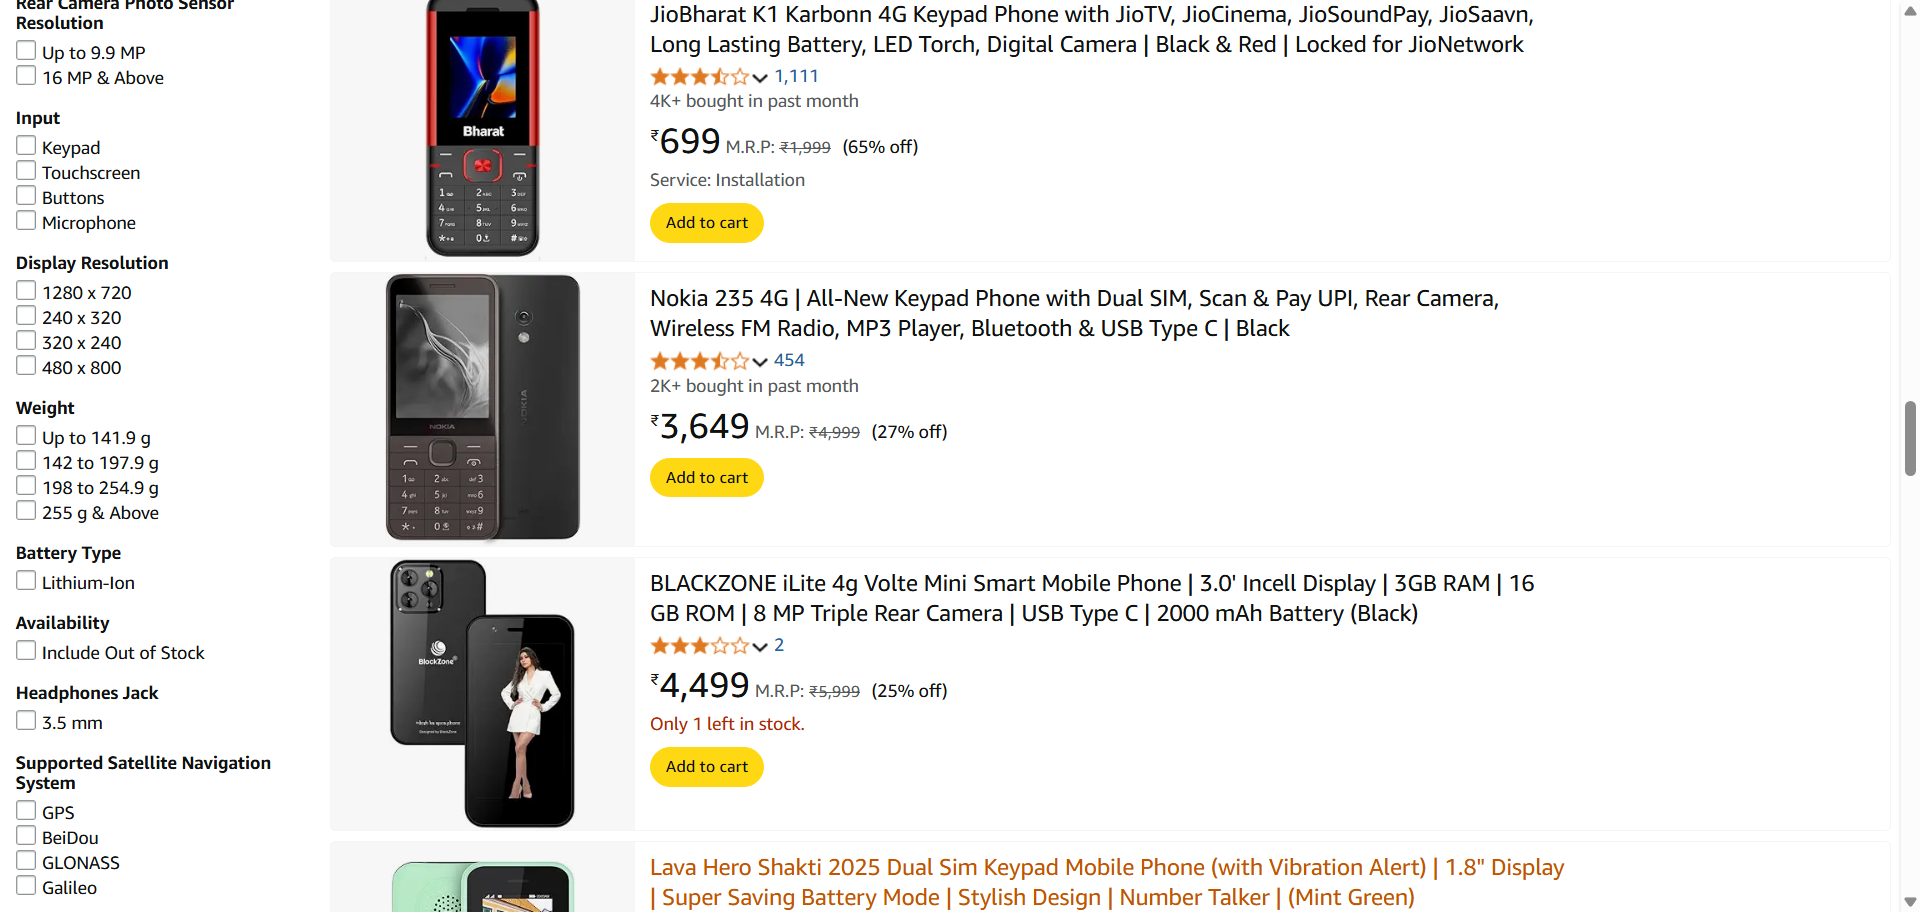 Rear Camera Photo Sensor
Resolution
Up to 9.9 MP
16 MP & Above
Input
Keypad
Touchscreen
Buttons
Microphone
Display Resolution
1280 x 720
240 x 320
320 x 240
480 x 800
Weight
Up to 141.9 g
142 to 197.9 g
198 to 254.9 g
255 g & Above
Battery Type
Lithium-Ion
Availability
Include Out of Stock
Headphones Jack
3.5 mm
Supported Satellite Navigation
System
GPS
BeiDou
GLONASS
Galileo
Bharat
JioBharat K1 Karbonn 4G Keypad Phone with JioTV, JioCinema, JioSoundPay, JioSaavn,
Long Lasting Battery, LED Torch, Digital Camera | Black & Red | Locked for JioNetwork
1,111
4K+ bought in past month
₹699 M.R.P: ₹1,999 (65% off)
Service: Installation
Add to cart
NOKIA
NOKIA
Nokia 235 4G | All-New Keypad Phone with Dual SIM, Scan & Pay UPI, Rear Camera,
Wireless FM Radio, MP3 Player, Bluetooth & USB Type C | Black
454
2K+ bought in past month
₹3,649 M.R.P: ₹4,999 (27% off)
Add to cart
BlackZone
BLACKZONE iLite 4g Volte Mini Smart Mobile Phone | 3.0' Incell Display | 3GB RAM | 16
GB ROM | 8 MP Triple Rear Camera | USB Type C | 2000 mAh Battery (Black)
2
₹4,499 M.R.P: ₹5,999 (25% off)
Only 1 left in stock.
Add to cart
Lava Hero Shakti 2025 Dual Sim Keypad Mobile Phone (with Vibration Alert) | 1.8" Display
| Super Saving Battery Mode | Stylish Design | Number Talker | (Mint Green)